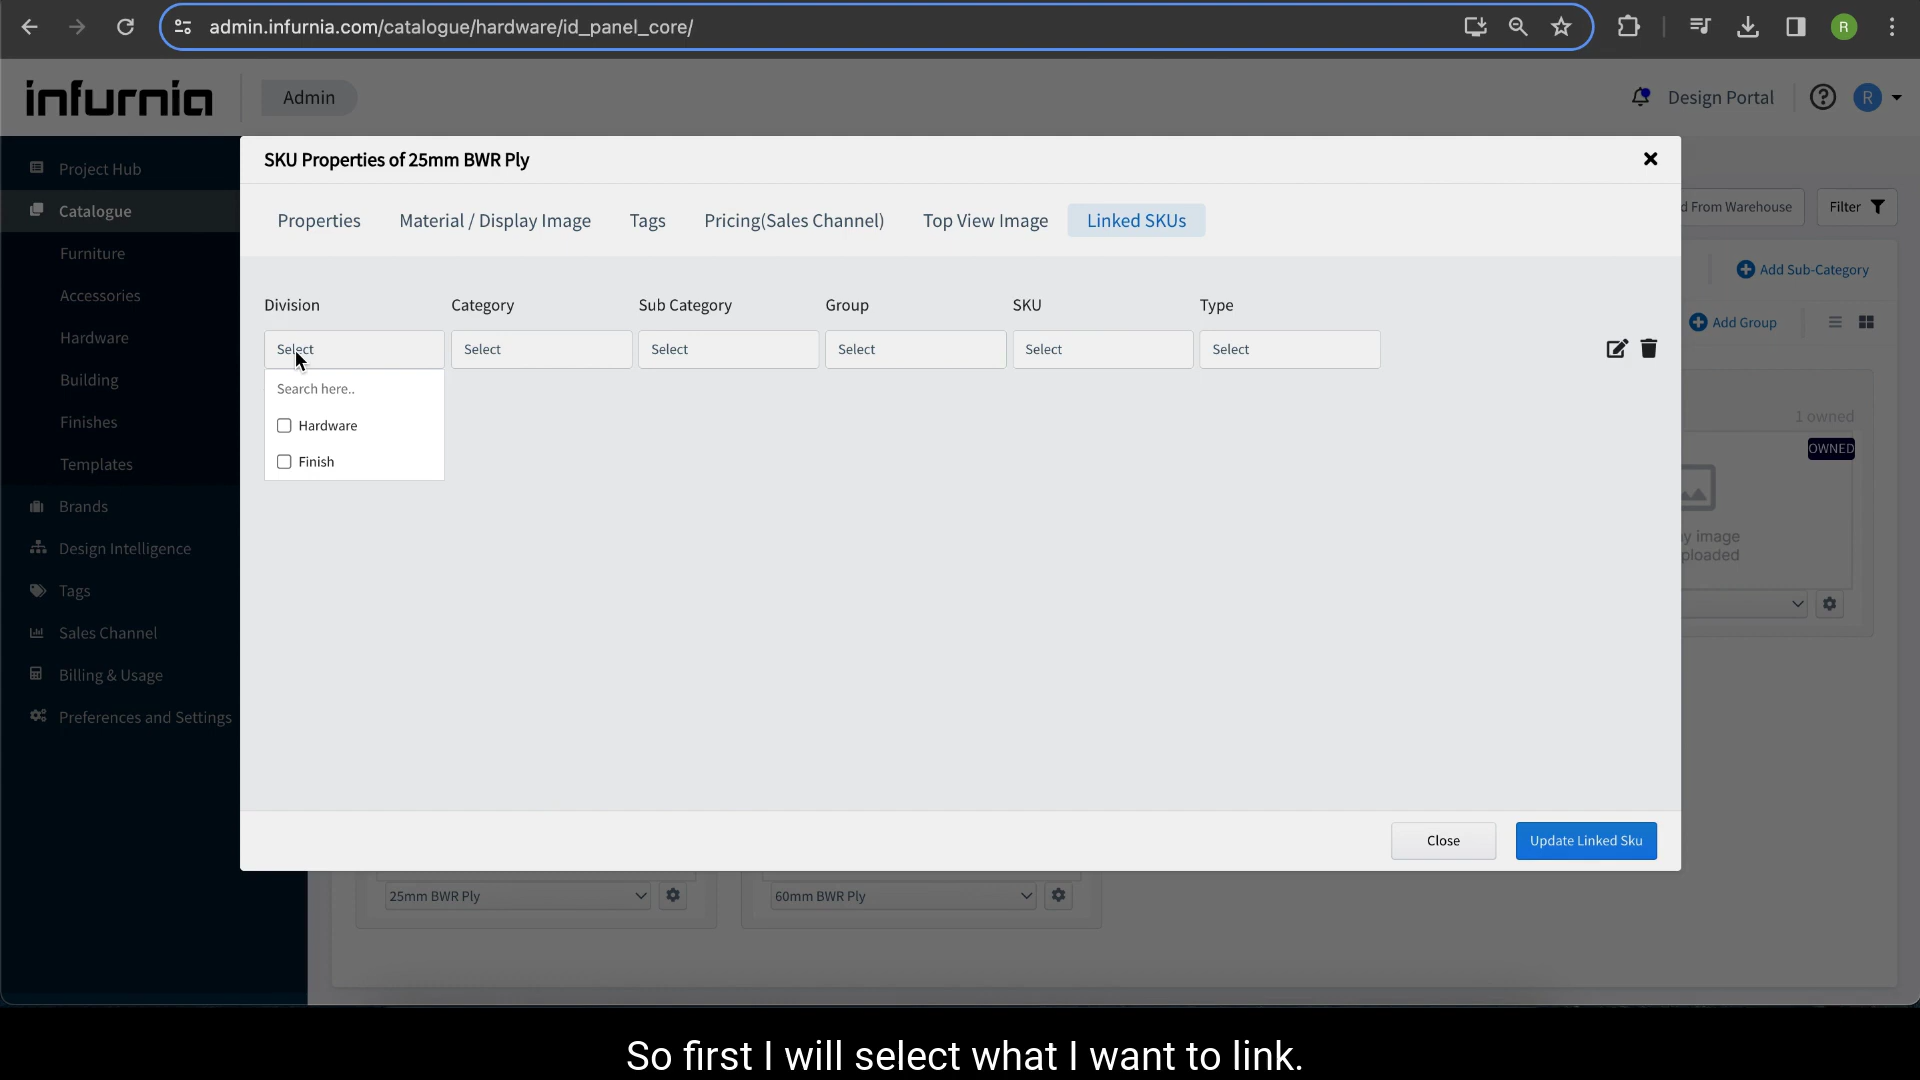 admin.infurnia.com/catalogue/hardware/id_panel_core/
R
infurnia
Admin
Design Portal
R
SKU Properties of 25mm BWR Ply
Project Hub
Catalogue
Furniture
Accessories
Hardware
Building
Finishes
Templates
Brands
Design Intelligence
Tags
Sales Channel
Billing & Usage
Preferences and Settings
Properties
Material / Display Image
Tags
Pricing(Sales Channel)
Top View Image
Linked SKUs
d From Warehouse
Filter
Add Sub-Category
Add Group
Division
Category
Sub Category
Group
SKU
Type
Select
Select
Select
Select
Select
Select
Search here..
Hardware
Finish
1 owned
OWNED
y image
ploaded
Close
Update Linked Sku
25mm BWR Ply
60mm BWR Ply
So first I will select what I want to link.